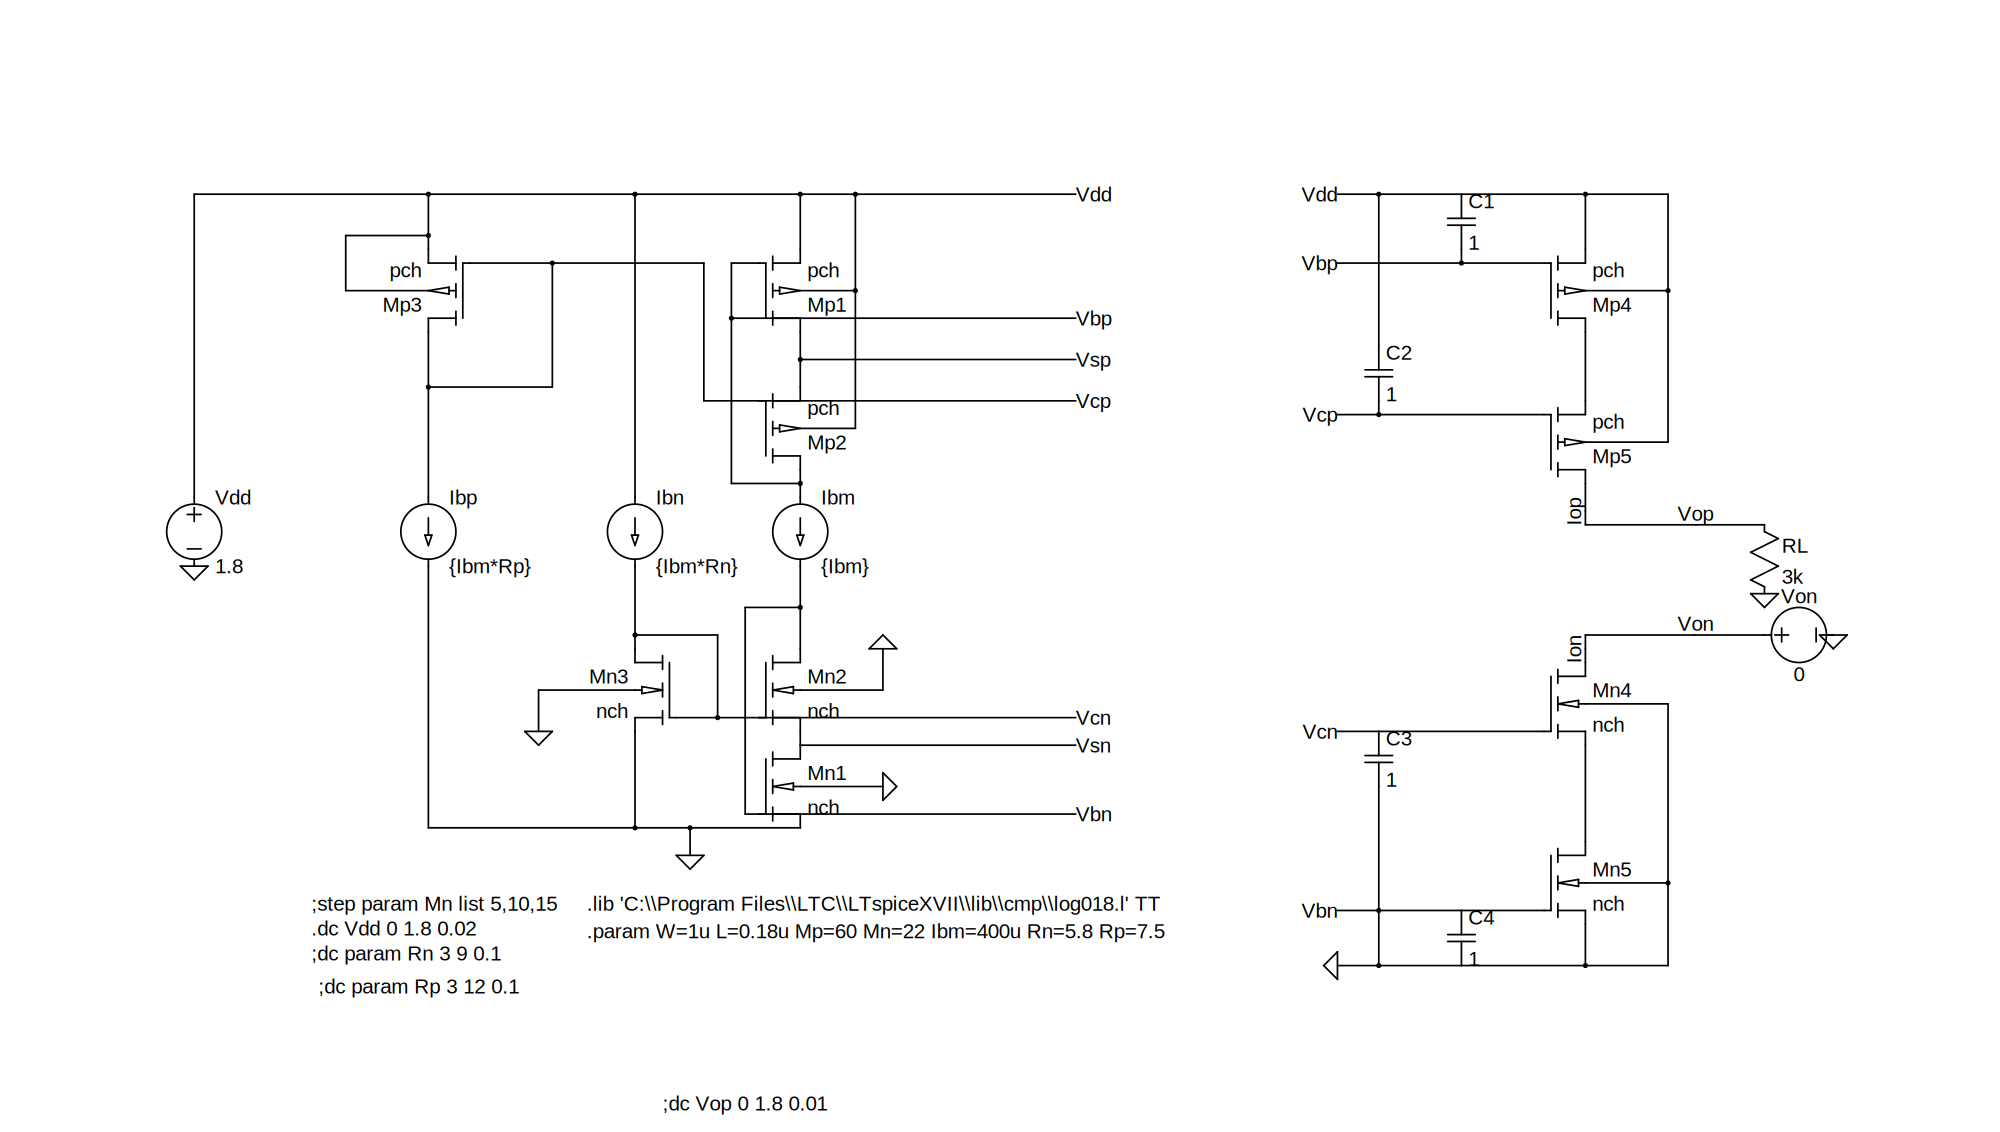 Vdd
Vdd
C1
1
pch
Mp3
pch
Mp1
Vbp
pch
Mp4
Vbp
Vsp
C2
1
Vcp
pch
Mp2
Vcp
pch
Mp5
Vdd
1.8
Ibp
{Ibm*Rp}
Ibn
{Ibm*Rn}
Ibm
{Ibm}
Iop
Vop
RL
3k
Von
Von
0
Ion
Mn3
nch
Mn2
nch
Vcn
Vsn
Mn4
nch
Vcn
C3
1
Mn1
nch
Vbn
Mn5
nch
Vbn
C4
1
;step param Mn list 5,10,15
.dc Vdd 0 1.8 0.02
;dc param Rn 3 9 0.1
;dc param Rp 3 12 0.1
.lib 'C:\\Program Files\\LTC\\LTspiceXVII\\lib\\cmp\\log018.l' TT
.param W=1u L=0.18u Mp=60 Mn=22 Ibm=400u Rn=5.8 Rp=7.5
;dc Vop 0 1.8 0.01